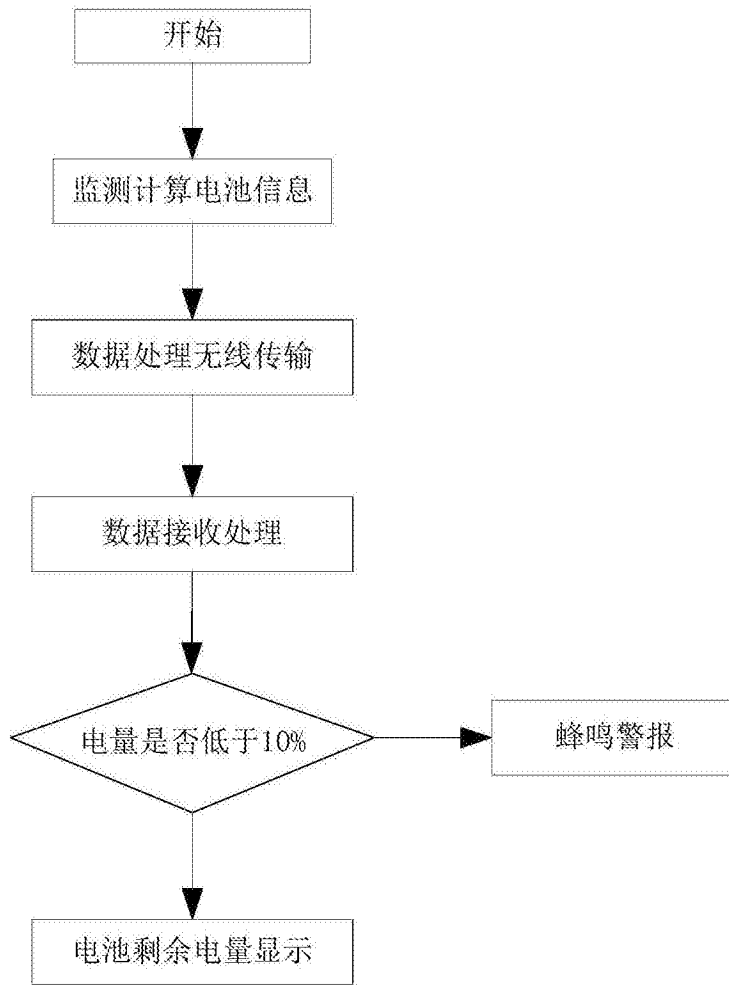 开始
监测计算电池信息
数据处理无线传输
数据接收处理
电量是否低于10%
蜂鸣警报
电池剩余电量显示